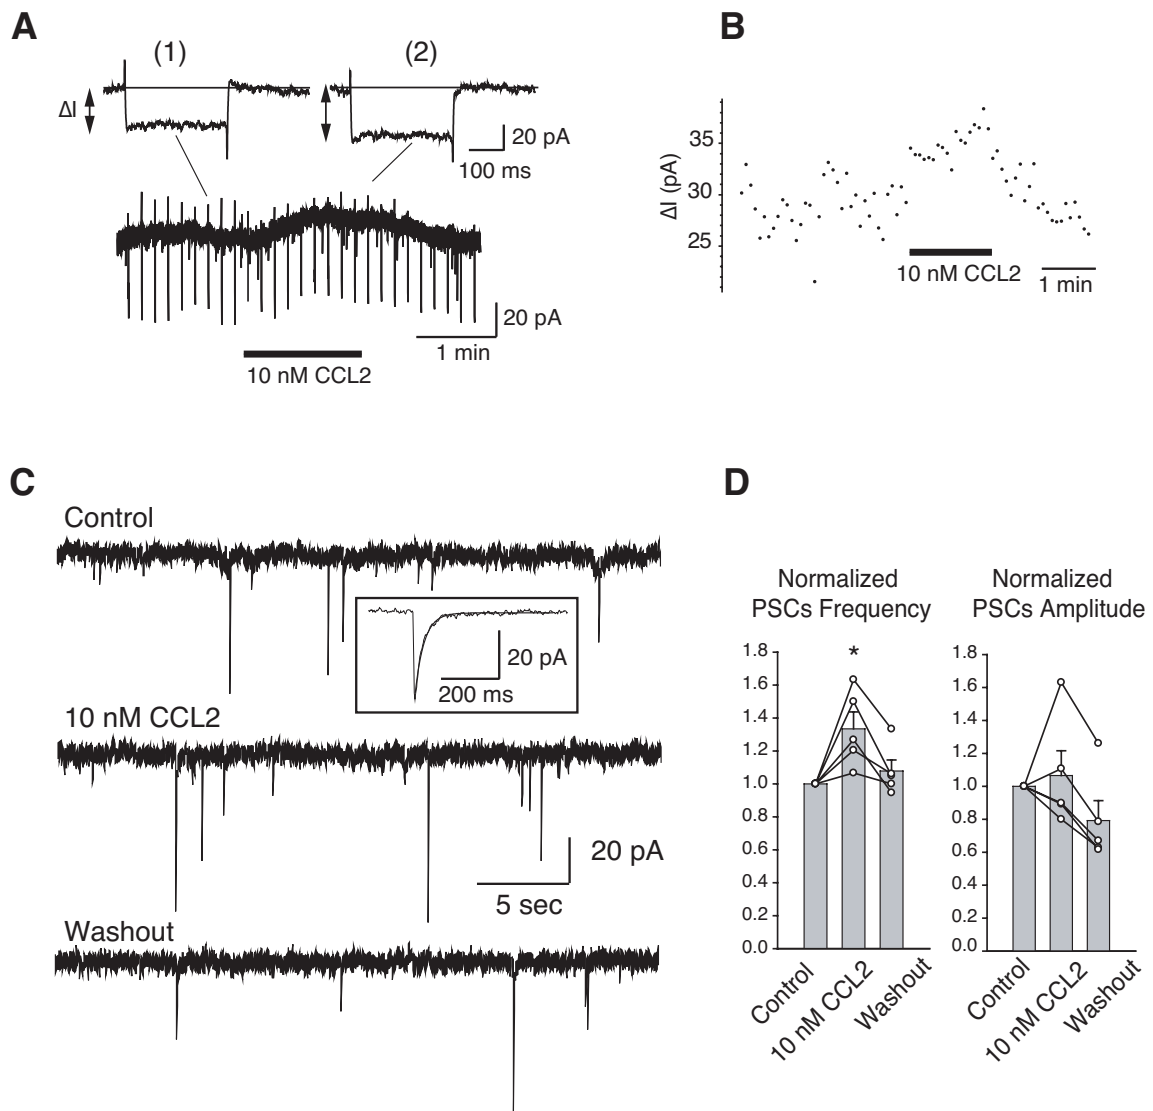 A
(1)
(2)
ΔI
20 pA
100 ms
20 pA
1 min
10 nM CCL2
B
ΔI (pA)
35
30
25
10 nM CCL2
1 min
C
Control
20 pA
200 ms
10 nM CCL2
20 pA
5 sec
Washout
D
Normalized
PSCs Frequency
1.8
1.6
1.4
1.2
1.0
0.8
0.6
0.4
0.2
0.0
*
Control
10 nM CCL2
Washout
Normalized
PSCs Amplitude
1.8
1.6
1.4
1.2
1.0
0.8
0.6
0.4
0.2
0.0
Control
10 nM CCL2
Washout